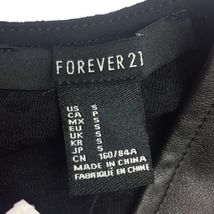 FOREVER 21
US S
CA P
MX S
EU S
UK S
KR S
JP S
CN 160/84A
MADE IN CHINA
FABRIQUÉ EN CHINE